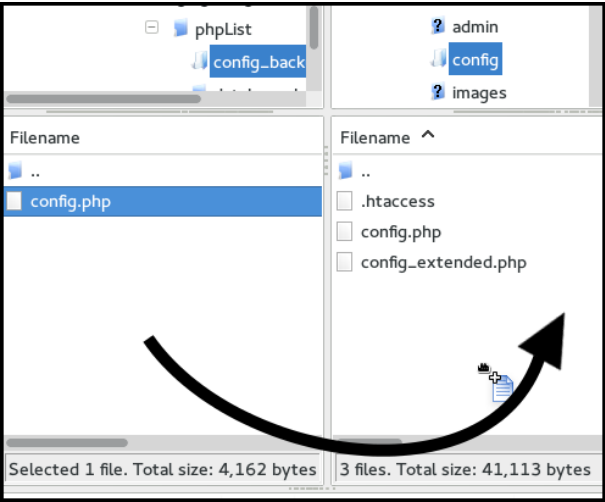 phpList
config_back
admin
config
images
Filename
..
config.php
Selected 1 file. Total size: 4,162 bytes
Filename
..
.htaccess
config.php
config_extended.php
3 files. Total size: 41,113 bytes